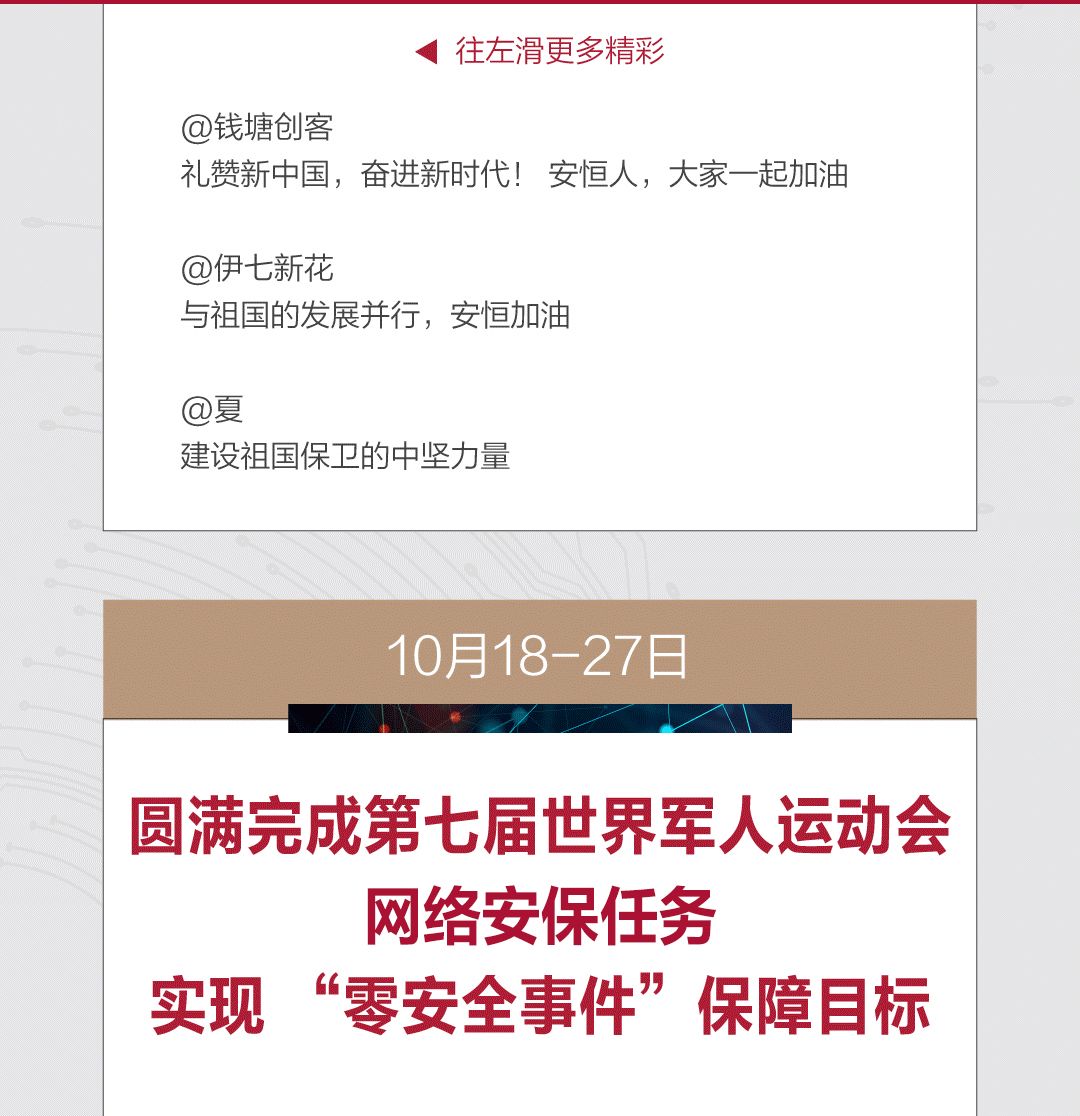 往左滑更多精彩
@钱塘创客
礼赞新中国，奋进新时代！ 安恒人，大家一起加油
@伊七新花
与祖国的发展并行，安恒加油
@夏
建设祖国保卫的中坚力量
10月18-27日
圆满完成第七届世界军人运动会
网络安保任务
实现 “零安全事件”保障目标